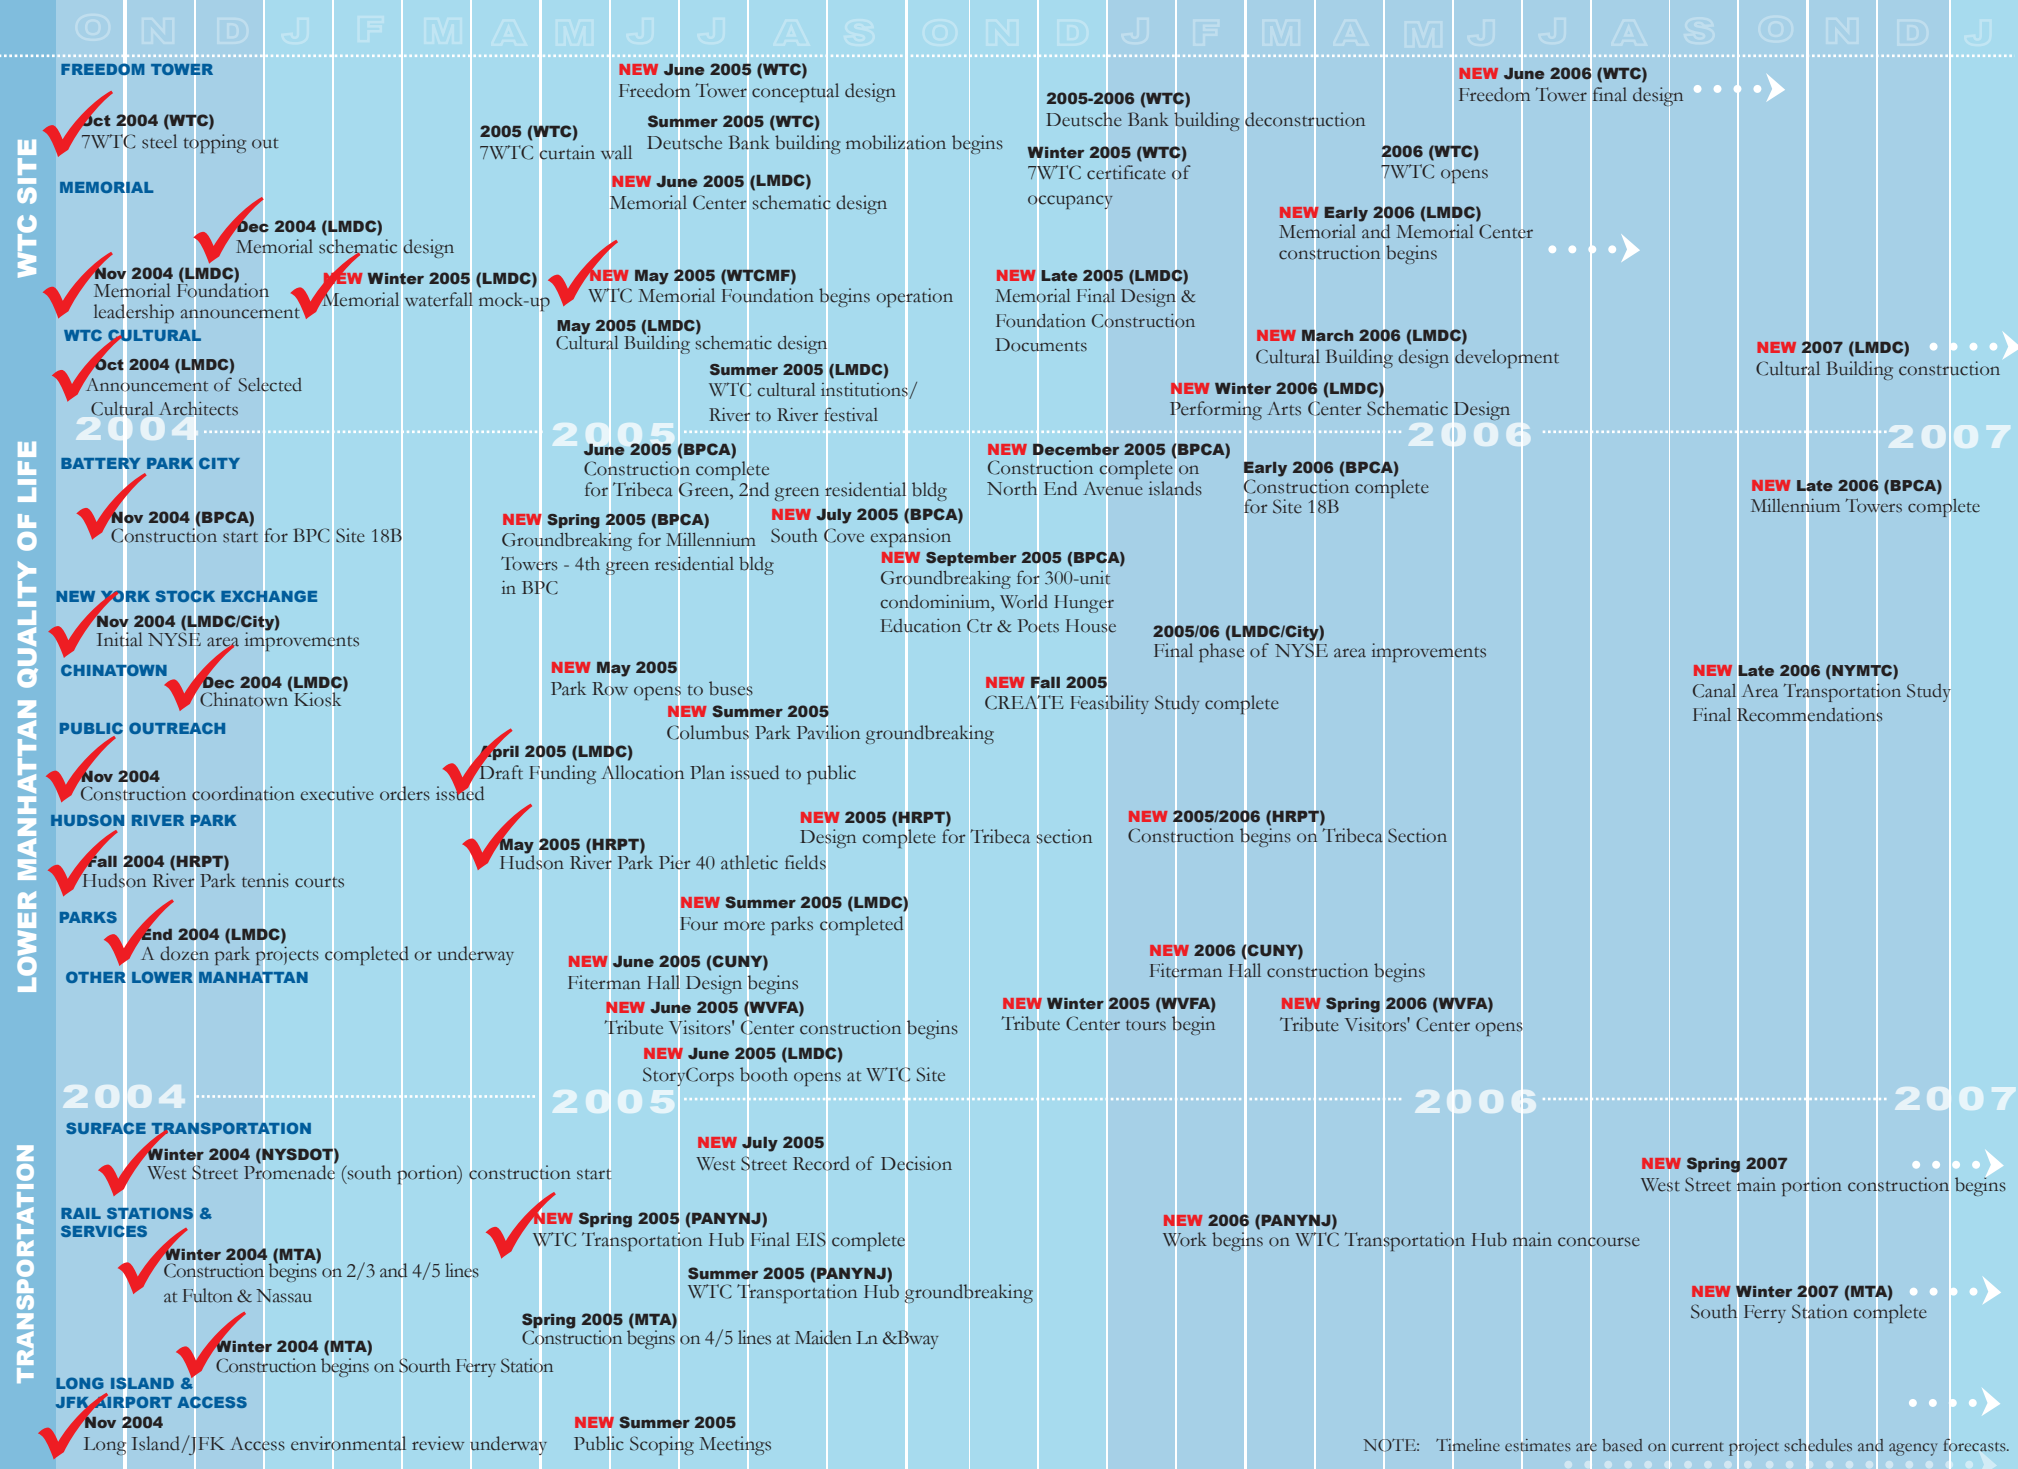 O N D J F M A M J J A S O N D J F M A M J J A S O N D J
WTC SITE
FREEDOM TOWER
Oct 2004 (WTC)
7WTC steel topping out
2005 (WTC)
7WTC curtain wall
NEW June 2005 (WTC)
Freedom Tower conceptual design
Summer 2005 (WTC)
Deutsche Bank building mobilization begins
2005-2006 (WTC)
Deutsche Bank building deconstruction
Winter 2005 (WTC)
7WTC certificate of
occupancy
2006 (WTC)
7WTC opens
NEW June 2006 (WTC)
Freedom Tower final design
MEMORIAL
Dec 2004 (LMDC)
Memorial schematic design
Nov 2004 (LMDC)
Memorial Foundation
leadership announcement
NEW Winter 2005 (LMDC)
Memorial waterfall mock-up
NEW June 2005 (LMDC)
Memorial Center schematic design
NEW May 2005 (WTCMF)
WTC Memorial Foundation begins operation
NEW Late 2005 (LMDC)
Memorial Final Design &
Foundation Construction
Documents
NEW Early 2006 (LMDC)
Memorial and Memorial Center
construction begins
WTC CULTURAL
Oct 2004 (LMDC)
Announcement of Selected
Cultural Architects
May 2005 (LMDC)
Cultural Building schematic design
Summer 2005 (LMDC)
WTC cultural institutions/
River to River festival
NEW March 2006 (LMDC)
Cultural Building design development
NEW Winter 2006 (LMDC)
Performing Arts Center Schematic Design
NEW 2007 (LMDC)
Cultural Building construction
2004 2005 2006 2007
LOWER MANHATTAN QUALITY OF LIFE
BATTERY PARK CITY
Nov 2004 (BPCA)
Construction start for BPC Site 18B
June 2005 (BPCA)
Construction complete
for Tribeca Green, 2nd green residential bldg
NEW Spring 2005 (BPCA)
Groundbreaking for Millennium
Towers - 4th green residential bldg
in BPC
NEW July 2005 (BPCA)
South Cove expansion
NEW September 2005 (BPCA)
Groundbreaking for 300-unit
condominium, World Hunger
Education Ctr & Poets House
NEW December 2005 (BPCA)
Construction complete on
North End Avenue islands
Early 2006 (BPCA)
Construction complete
for Site 18B
NEW Late 2006 (BPCA)
Millennium Towers complete
NEW YORK STOCK EXCHANGE
Nov 2004 (LMDC/City)
Initial NYSE area improvements
2005/06 (LMDC/City)
Final phase of NYSE area improvements
CHINATOWN
Dec 2004 (LMDC)
Chinatown Kiosk
NEW May 2005
Park Row opens to buses
NEW Summer 2005
Columbus Park Pavilion groundbreaking
NEW Fall 2005
CREATE Feasibility Study complete
NEW Late 2006 (NYMTC)
Canal Area Transportation Study
Final Recommendations
PUBLIC OUTREACH
Nov 2004
Construction coordination executive orders issued
April 2005 (LMDC)
Draft Funding Allocation Plan issued to public
HUDSON RIVER PARK
Fall 2004 (HRPT)
Hudson River Park tennis courts
May 2005 (HRPT)
Hudson River Park Pier 40 athletic fields
NEW 2005 (HRPT)
Design complete for Tribeca section
NEW 2005/2006 (HRPT)
Construction begins on Tribeca Section
PARKS
End 2004 (LMDC)
A dozen park projects completed or underway
NEW Summer 2005 (LMDC)
Four more parks completed
OTHER LOWER MANHATTAN
NEW June 2005 (CUNY)
Fiterman Hall Design begins
NEW June 2005 (WVFA)
Tribute Visitors' Center construction begins
NEW June 2005 (LMDC)
StoryCorps booth opens at WTC Site
NEW Winter 2005 (WVFA)
Tribute Center tours begin
NEW 2006 (CUNY)
Fiterman Hall construction begins
NEW Spring 2006 (WVFA)
Tribute Visitors' Center opens
2004 2005 2006 2007
TRANSPORTATION
SURFACE TRANSPORTATION
Winter 2004 (NYSDOT)
West Street Promenade (south portion) construction start
NEW July 2005
West Street Record of Decision
NEW Spring 2007
West Street main portion construction begins
RAIL STATIONS &
SERVICES
Winter 2004 (MTA)
Construction begins on 2/3 and 4/5 lines
at Fulton & Nassau
NEW Spring 2005 (PANYNJ)
WTC Transportation Hub Final EIS complete
Summer 2005 (PANYNJ)
WTC Transportation Hub groundbreaking
NEW 2006 (PANYNJ)
Work begins on WTC Transportation Hub main concourse
NEW Winter 2007 (MTA)
South Ferry Station complete
Spring 2005 (MTA)
Construction begins on 4/5 lines at Maiden Ln &Bway
Winter 2004 (MTA)
Construction begins on Sourth Ferry Station
LONG ISLAND &
JFK AIRPORT ACCESS
Nov 2004
Long Island/JFK Access environmental review underway
NEW Summer 2005
Public Scoping Meetings
NOTE: Timeline estimates are based on current project schedules and agency forecasts.